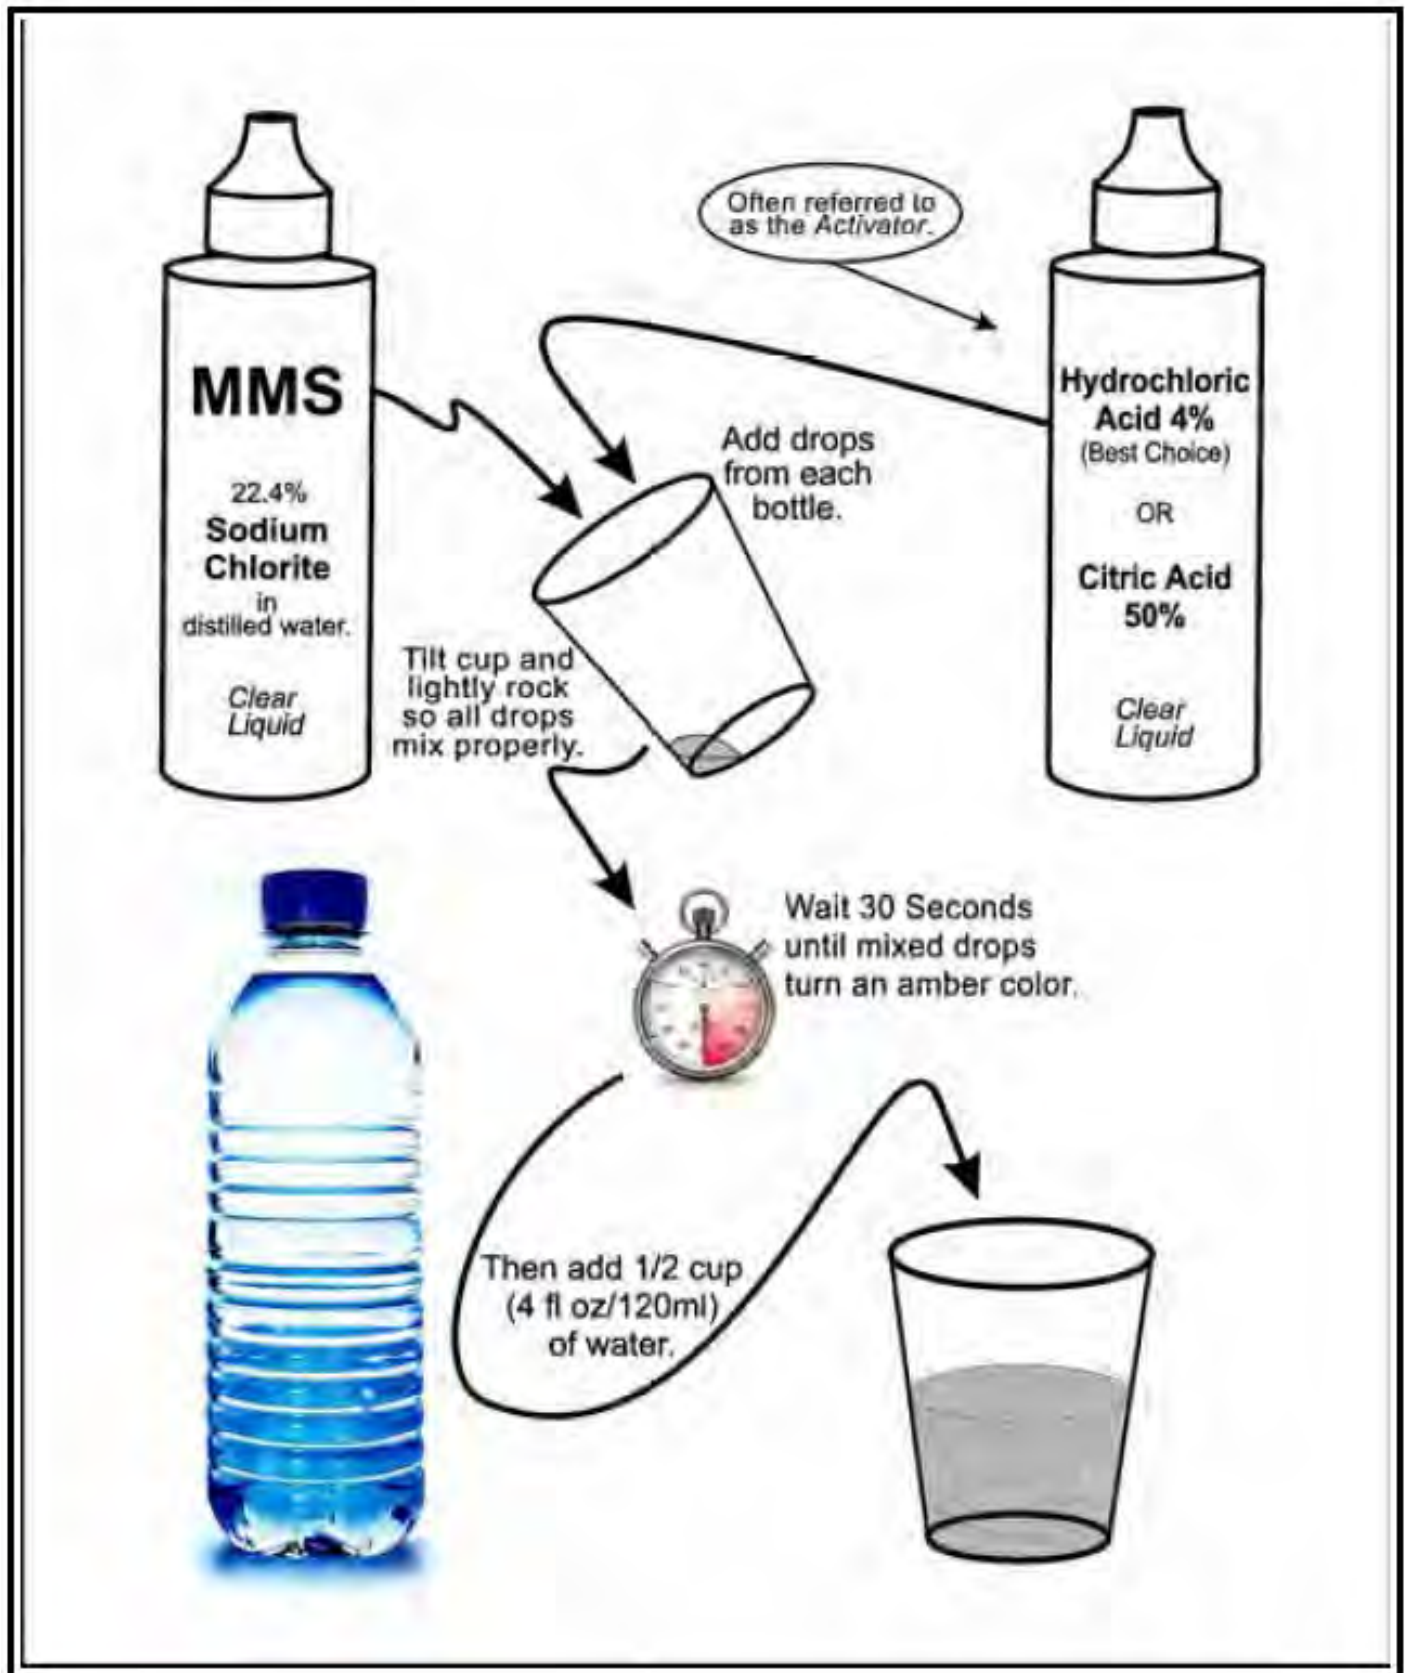 Often referred to
as the Activator.
MMS
22.4%
Sodium
Chlorite
in
distilled water.
Clear
Liquid
Hydrochloric
Acid 4%
(Best Choice)
OR
Citric Acid
50%
Clear
Liquid
Add drops
from each
bottle.
Tilt cup and
lightly rock
so all drops
mix properly.
Wait 30 Seconds
until mixed drops
turn an amber color.
Then add 1/2 cup
(4 fl oz/120ml)
of water.